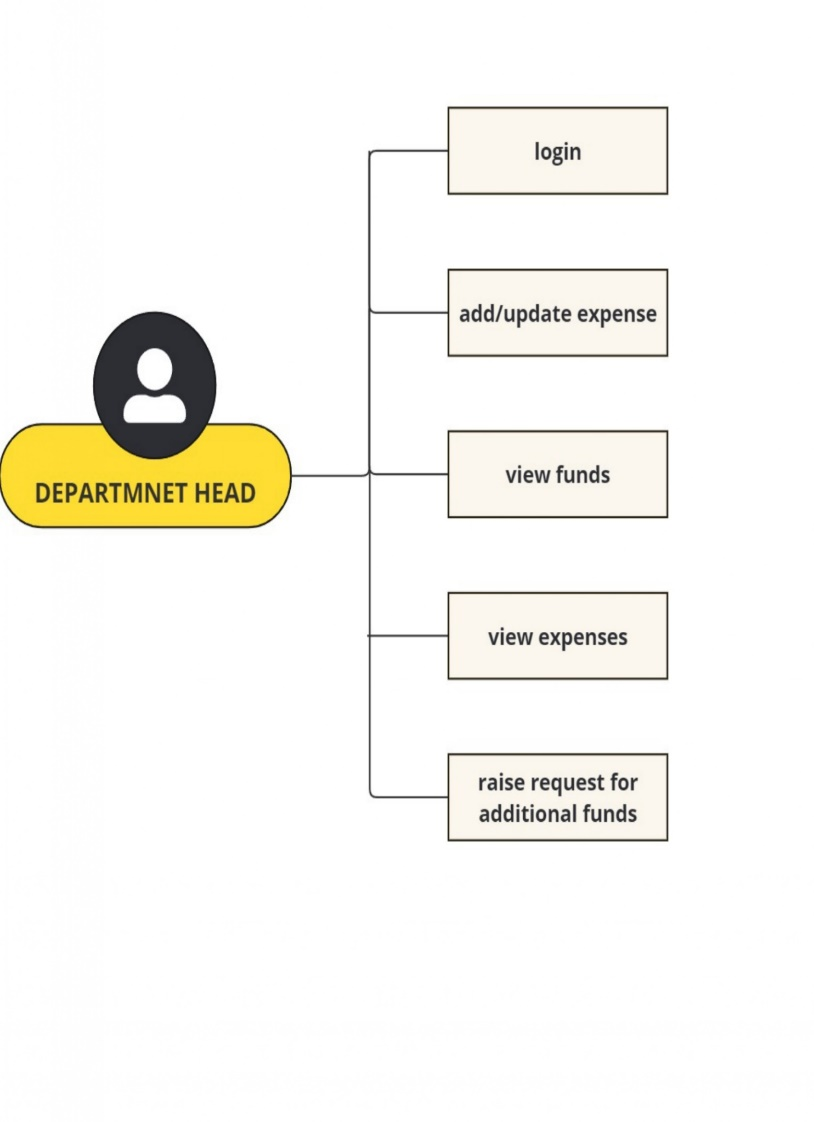 login
add/update expense
DEPARTMNET HEAD
view funds
view expenses
raise request for
additional funds